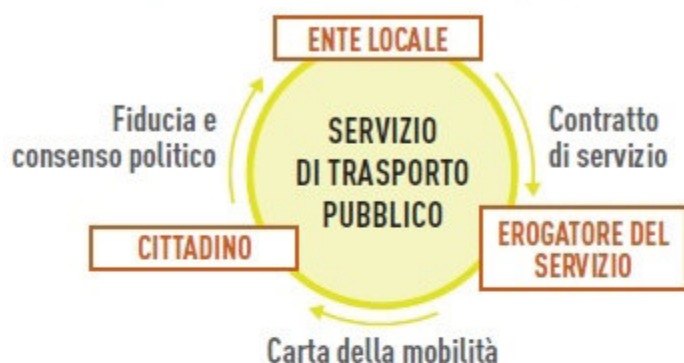 ENTE LOCALE
Fiducia e
consenso politico
SERVIZIO
DI TRASPORTO
PUBBLICO
Contratto
di servizio
CITTADINO
EROGATORE DEL
SERVIZIO
Carta della mobilità